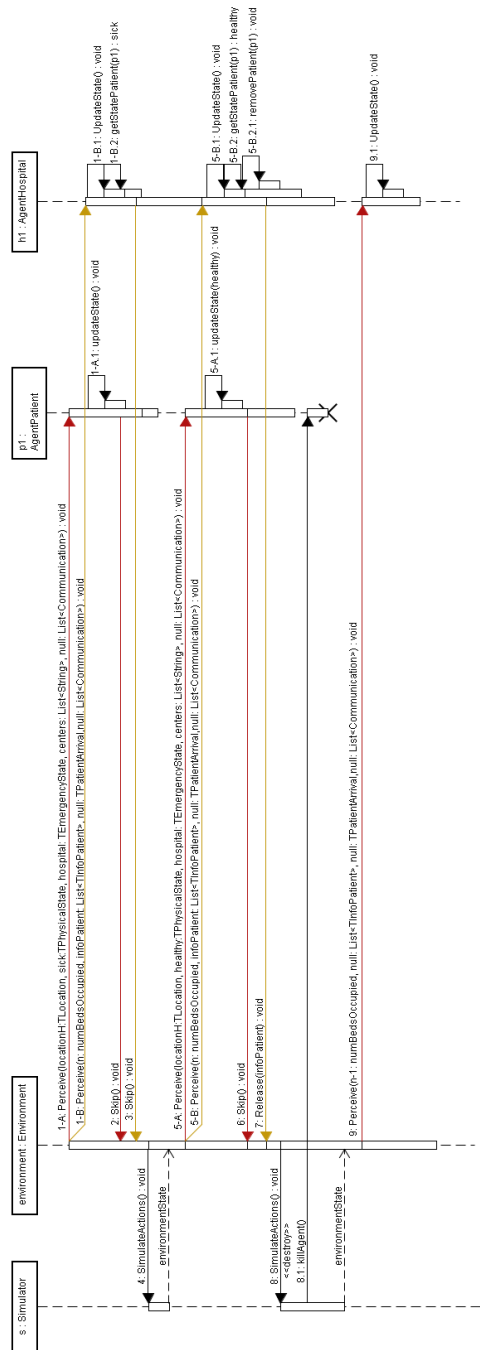 s : Simulator
environment : Environment
p1 :
AgentPatient
h1 : AgentHospital
1-A: Perceive(locationH:TLocation, sick:TPhysicalState, hospital: TEmergencyState, centers: List<String>, null: List<Communication>) : void
1-B: Perceive(n: numBedsOccupied, infoPatient: List<TInfoPatient>, null: TPatientArrival,null: List<Communication>) : void
1-A.1: updateState() : void
1-B.1: UpdateState() : void
1-B.2: getStatePatient(p1) : sick
2: Skip() : void
3: Skip() : void
4: SimulateActions() : void
environmentState
5-A: Perceive(locationH:TLocation, healthy:TPhysicalState, hospital: TEmergencyState, centers: List<String>, null: List<Communication>) : void
5-B: Perceive(n: numBedsOccupied, infoPatient: List<TInfoPatient>, null: TPatientArrival,null: List<Communication>) : void
5-A.1: updateState(healthy) : void
5-B.1: UpdateState() : void
5-B.2: getStatePatient(p1) : healthy
5-B.2.1: removePatient(p1) : void
6: Skip() : void
7: Release(infoPatient) : void
8: SimulateActions() : void
<<destroy>>
8.1: killAgent()
environmentState
9: Perceive(n-1: numBedsOccupied, null: List<TInfoPatient>, null: TPatientArrival,null: List<Communication>) : void
9.1: UpdateState() : void